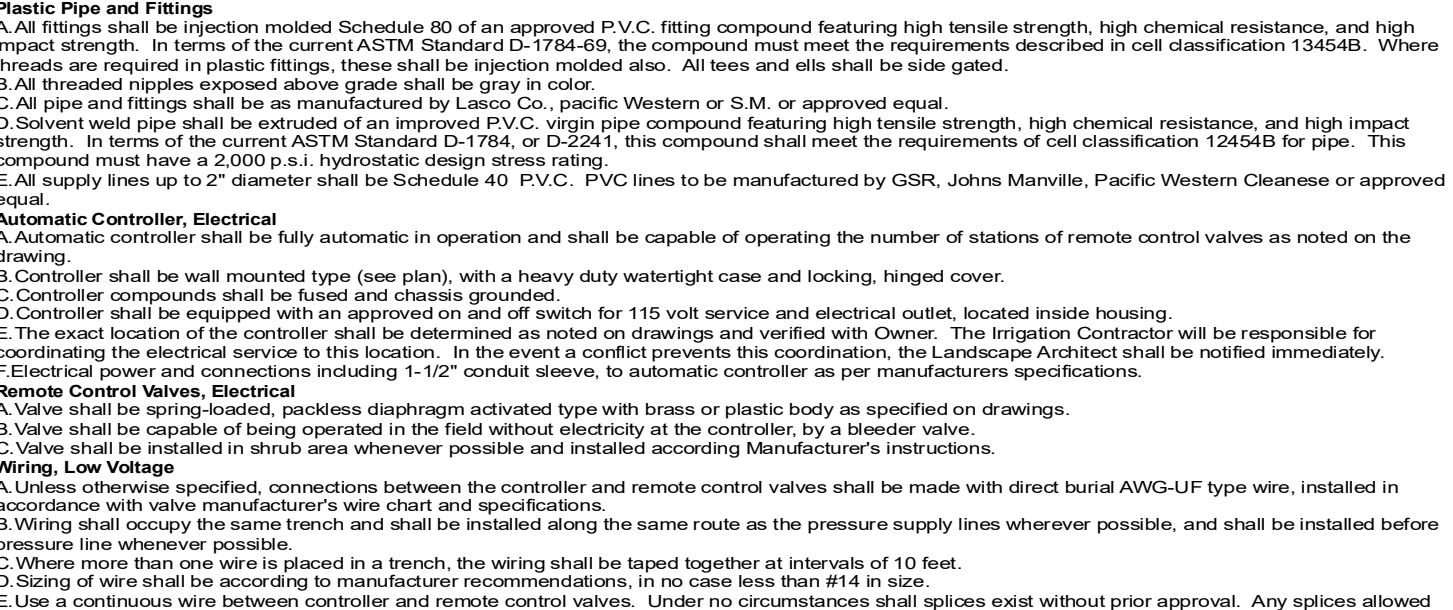 Plastic Pipe and Fittings
A.All fittings shall be injection molded Schedule 80 of an approved P.V.C. fitting compound featuring high tensile strength, high chemical resistance, and high
impact strength.  In terms of the current ASTM Standard D-1784-69, the compound must meet the requirements described in cell classification 13454B.  Where
threads are required in plastic fittings, these shall be injection molded also.  All tees and ells shall be side gated.
B.All threaded nipples exposed above grade shall be gray in color.
C.All pipe and fittings shall be as manufactured by Lasco Co., pacific Western or S.M. or approved equal.
D.Solvent weld pipe shall be extruded of an improved P.V.C. virgin pipe compound featuring high tensile strength, high chemical resistance, and high impact
strength.  In terms of the current ASTM Standard D-1784, or D-2241, this compound shall meet the requirements of cell classification 12454B for pipe.  This
compound must have a 2,000 p.s.i. hydrostatic design stress rating.
E.All supply lines up to 2" diameter shall be Schedule 40  P.V.C.  PVC lines to be manufactured by GSR, Johns Manville, Pacific Western Cleanese or approved
equal.
Automatic Controller, Electrical
A.Automatic controller shall be fully automatic in operation and shall be capable of operating the number of stations of remote control valves as noted on the
drawing.
B.Controller shall be wall mounted type (see plan), with a heavy duty watertight case and locking, hinged cover.
C.Controller compounds shall be fused and chassis grounded.
D.Controller shall be equipped with an approved on and off switch for 115 volt service and electrical outlet, located inside housing.
E.The exact location of the controller shall be determined as noted on drawings and verified with Owner.  The Irrigation Contractor will be responsible for
coordinating the electrical service to this location.  In the event a conflict prevents this coordination, the Landscape Architect shall be notified immediately.
F.Electrical power and connections including 1-1/2" conduit sleeve, to automatic controller as per manufacturers specifications.
Remote Control Valves, Electrical
A.Valve shall be spring-loaded, packless diaphragm activated type with brass or plastic body as specified on drawings.
B.Valve shall be capable of being operated in the field without electricity at the controller, by a bleeder valve.
C.Valve shall be installed in shrub area whenever possible and installed according Manufacturer's instructions.
Wiring, Low Voltage
A.Unless otherwise specified, connections between the controller and remote control valves shall be made with direct burial AWG-UF type wire, installed in
accordance with valve manufacturer's wire chart and specifications.
B.Wiring shall occupy the same trench and shall be installed along the same route as the pressure supply lines wherever possible, and shall be installed before
pressure line whenever possible.
C.Where more than one wire is placed in a trench, the wiring shall be taped together at intervals of 10 feet.
D.Sizing of wire shall be according to manufacturer recommendations, in no case less than #14 in size.
E.Use a continuous wire between controller and remote control valves.  Under no circumstances shall splices exist without prior approval.  Any splices allowed